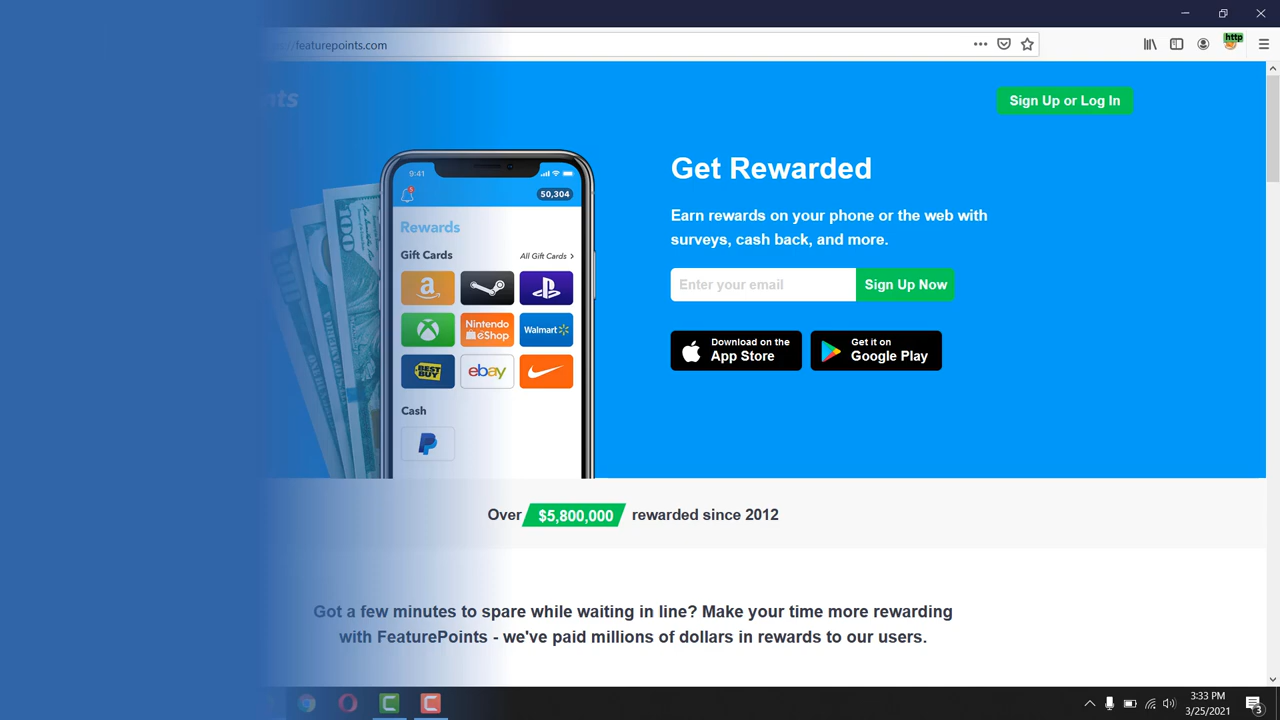 //featurepoints.com
http
nts
Sign Up or Log In
9:41
5
50,304
Rewards
Gift Cards
All Gift Cards >
a
Nintendo
eShop
Walmart
BEST
BUY
ebay
Cash
100
Get Rewarded
Earn rewards on your phone or the web with
surveys, cash back, and more.
Enter your email
Sign Up Now
Download on the
App Store
Get it on
Google Play
Over $5,800,000 rewarded since 2012
Got a few minutes to spare while waiting in line? Make your time more rewarding
with FeaturePoints - we've paid millions of dollars in rewards to our users.
3:33 PM
3/25/2021
3